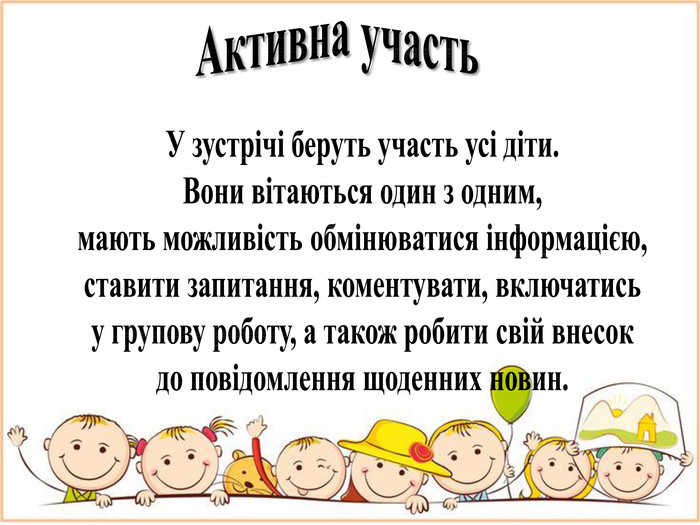 Активна участь
У зустрічі беруть участь усі діти.
Вони вітаються один з одним,
мають можливість обмінюватися інформацією,
ставити запитання, коментувати, включатись
у групову роботу, а також робити свій внесок
до повідомлення щоденних новин.